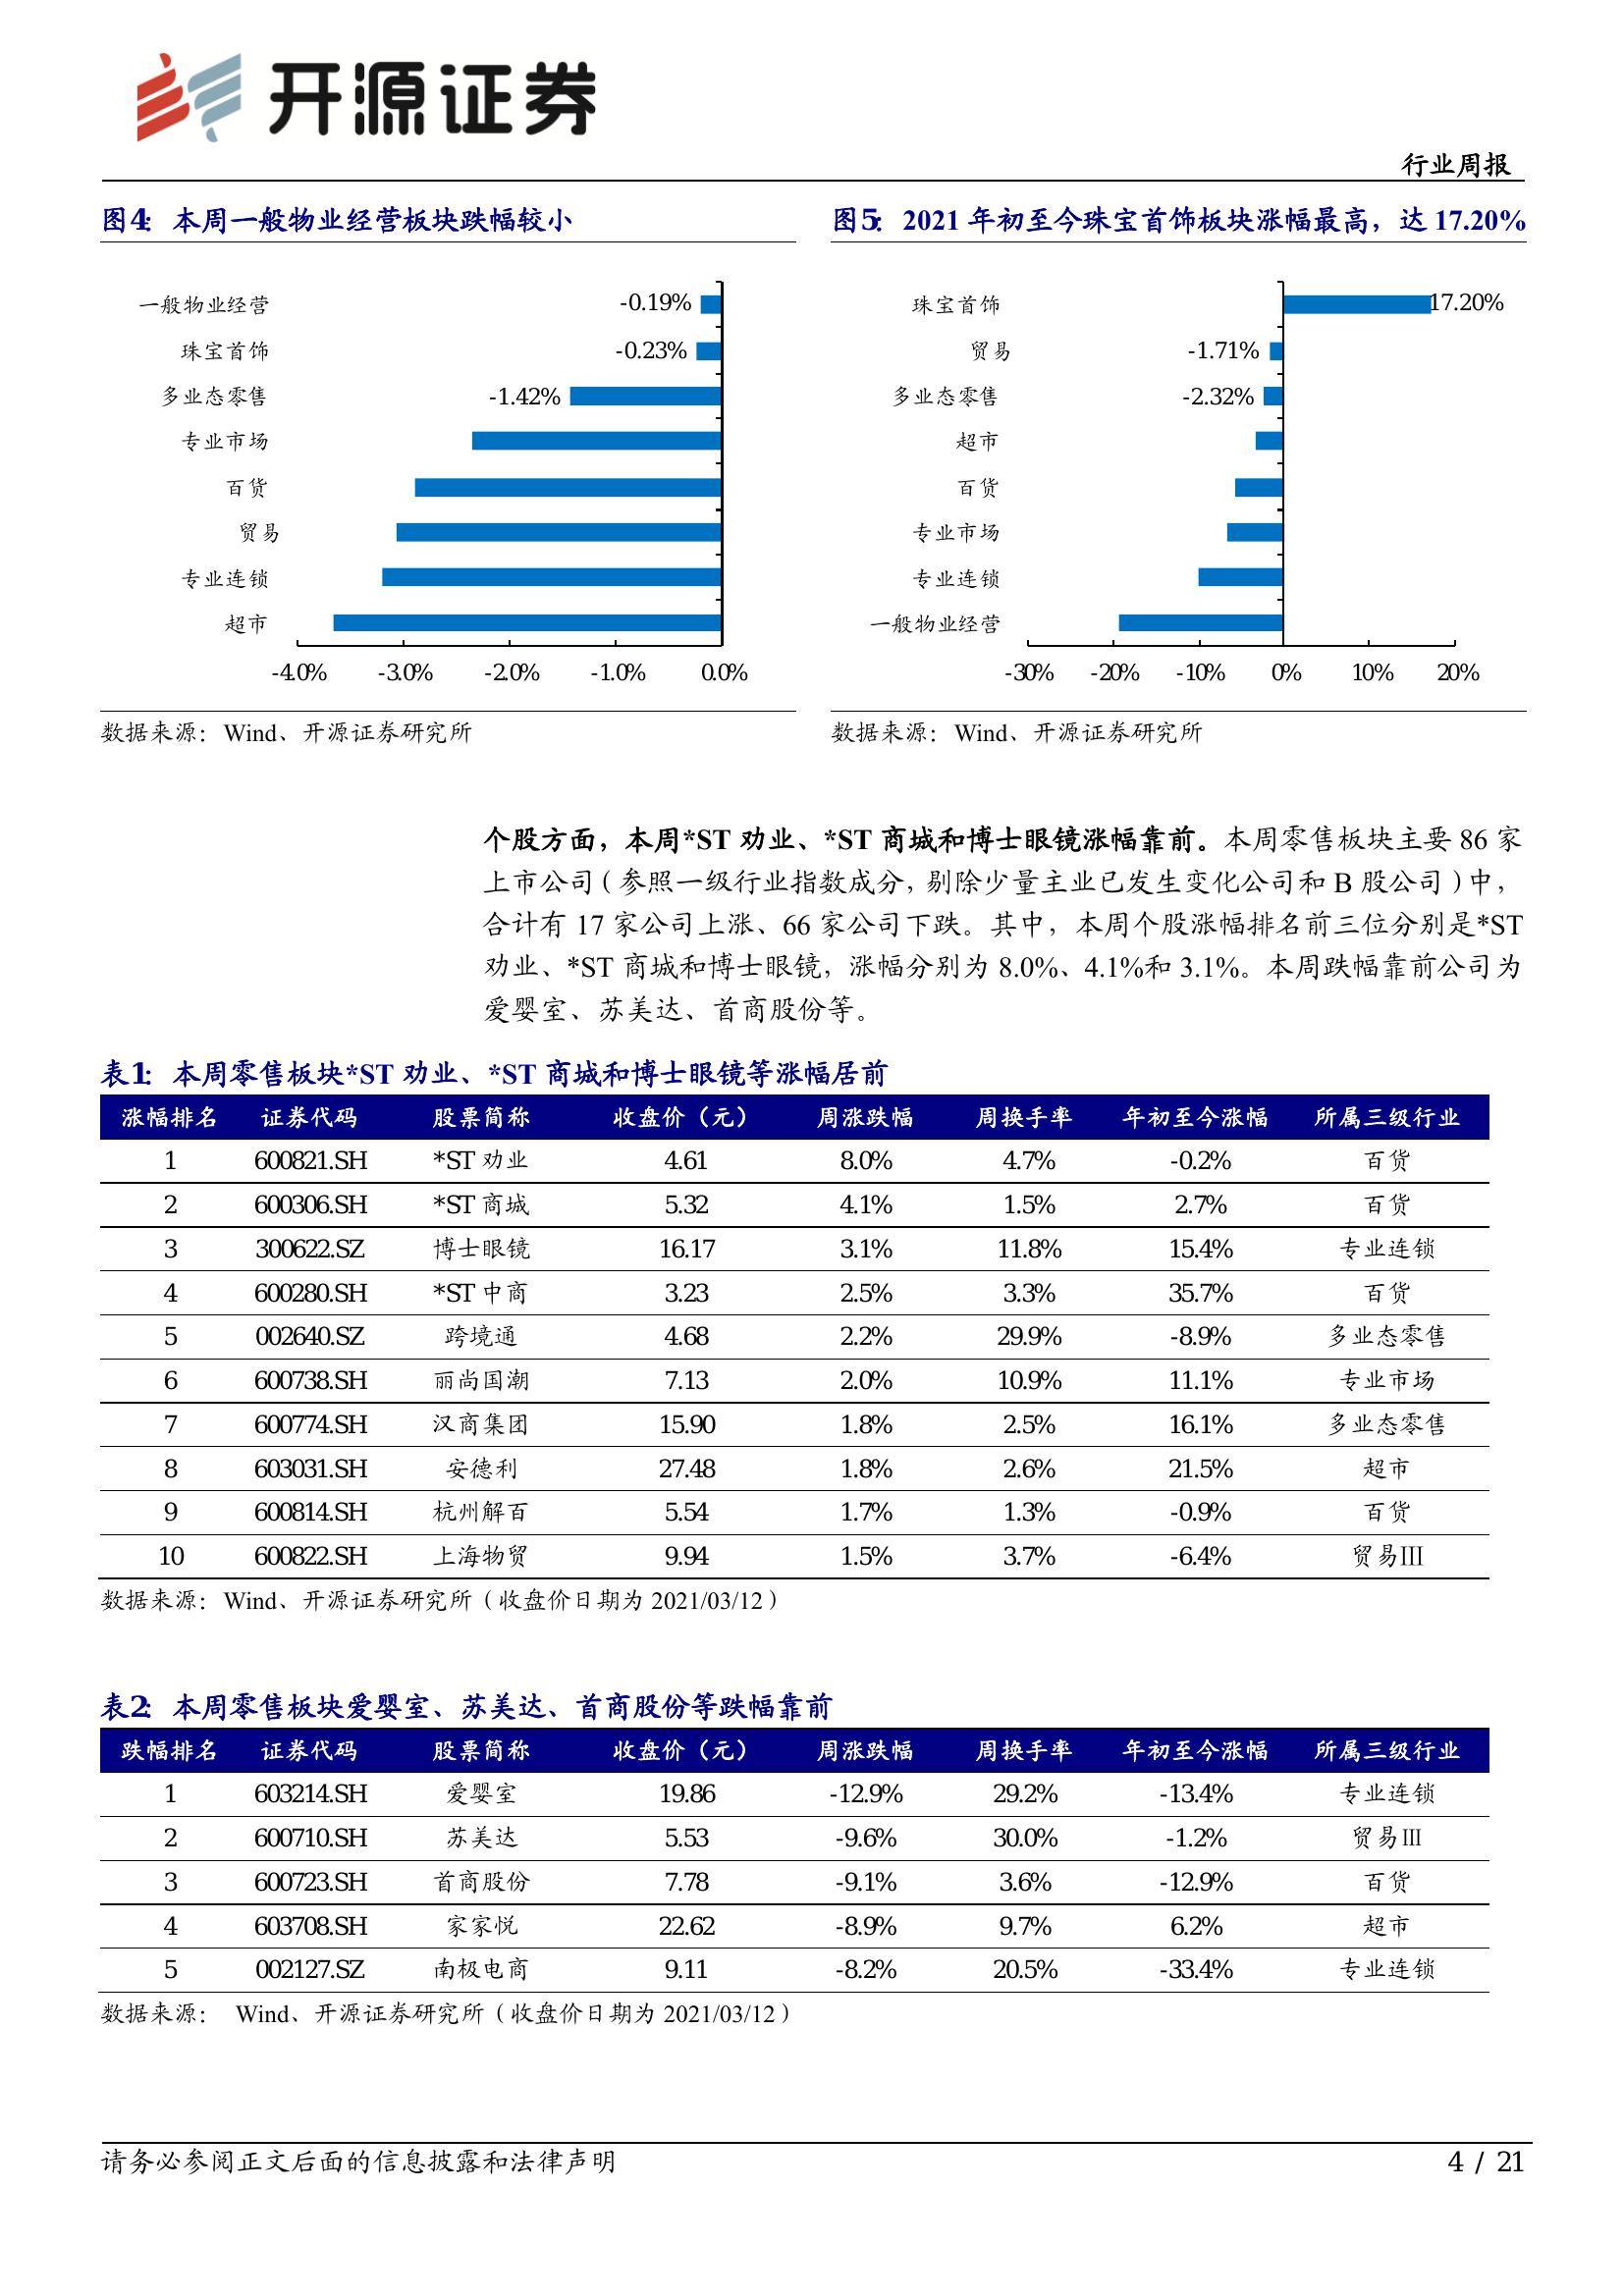 开源证券
行业周报
图4： 本周一般物业经营板块跌幅较小
一般物业经营 -0.19%
珠宝首饰 -0.23%
多业态零售 -1.42%
专业市场
百货
贸易
专业连锁
超市
-4.0% -3.0% -2.0% -1.0% 0.0%
数据来源：Wind、开源证券研究所
图5： 2021 年初至今珠宝首饰板块涨幅最高，达 17.20%
珠宝首饰 17.20%
贸易 -1.71%
多业态零售 -2.32%
超市
百货
专业市场
专业连锁
一般物业经营
-30% -20% -10% 0% 10% 20%
数据来源：Wind、开源证券研究所
个股方面，本周*ST 劝业、*ST 商城和博士眼镜涨幅靠前。本周零售板块主要 86 家
上市公司（参照一级行业指数成分，剔除少量主业已发生变化公司和 B 股公司）中，
合计有 17 家公司上涨、66 家公司下跌。其中，本周个股涨幅排名前三位分别是*ST
劝业、*ST 商城和博士眼镜，涨幅分别为 8.0%、4.1%和 3.1%。本周跌幅靠前公司为
爱婴室、苏美达、首商股份等。
表1： 本周零售板块*ST 劝业、*ST 商城和博士眼镜等涨幅居前
涨幅排名 证券代码 股票简称 收盘价（元） 周涨跌幅 周换手率 年初至今涨幅 所属三级行业
1 600821.SH *ST 劝业 4.61 8.0% 4.7% -0.2% 百货
2 600306.SH *ST 商城 5.32 4.1% 1.5% 2.7% 百货
3 300622.SZ 博士眼镜 16.17 3.1% 11.8% 15.4% 专业连锁
4 600280.SH *ST 中商 3.23 2.5% 3.3% 35.7% 百货
5 002640.SZ 跨境通 4.68 2.2% 29.9% -8.9% 多业态零售
6 600738.SH 丽尚国潮 7.13 2.0% 10.9% 11.1% 专业市场
7 600774.SH 汉商集团 15.90 1.8% 2.5% 16.1% 多业态零售
8 603031.SH 安德利 27.48 1.8% 2.6% 21.5% 超市
9 600814.SH 杭州解百 5.54 1.7% 1.3% -0.9% 百货
10 600822.SH 上海物贸 9.94 1.5% 3.7% -6.4% 贸易Ⅲ
数据来源：Wind、开源证券研究所（收盘价日期为 2021/03/12）
表2： 本周零售板块爱婴室、苏美达、首商股份等跌幅靠前
跌幅排名 证券代码 股票简称 收盘价（元） 周涨跌幅 周换手率 年初至今涨幅 所属三级行业
1 603214.SH 爱婴室 19.86 -12.9% 29.2% -13.4% 专业连锁
2 600710.SH 苏美达 5.53 -9.6% 30.0% -1.2% 贸易Ⅲ
3 600723.SH 首商股份 7.78 -9.1% 3.6% -12.9% 百货
4 603708.SH 家家悦 22.62 -8.9% 9.7% 6.2% 超市
5 002127.SZ 南极电商 9.11 -8.2% 20.5% -33.4% 专业连锁
数据来源： Wind、开源证券研究所（收盘价日期为 2021/03/12）
请务必参阅正文后面的信息披露和法律声明
4 / 21